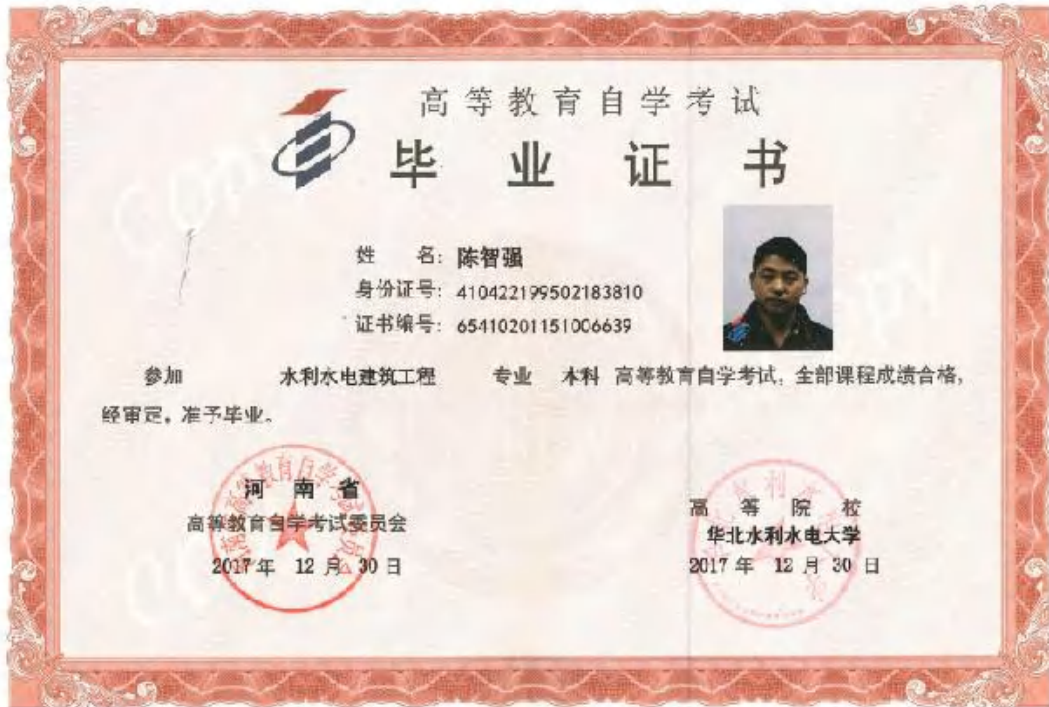 高等教育自学考试
毕业证书
姓 名: 陈智强
身份证号: 410422199502183810
证书编号: 65410201151006639
参加 水利水电建筑工程 专业 本科 高等教育自学考试, 全部课程成绩合格,
经审定, 准予毕业。
河南省
高等教育自学考试委员会
2017年 12月 30日
高等院校
华北水利水电大学
2017年 12月 30日
Copy